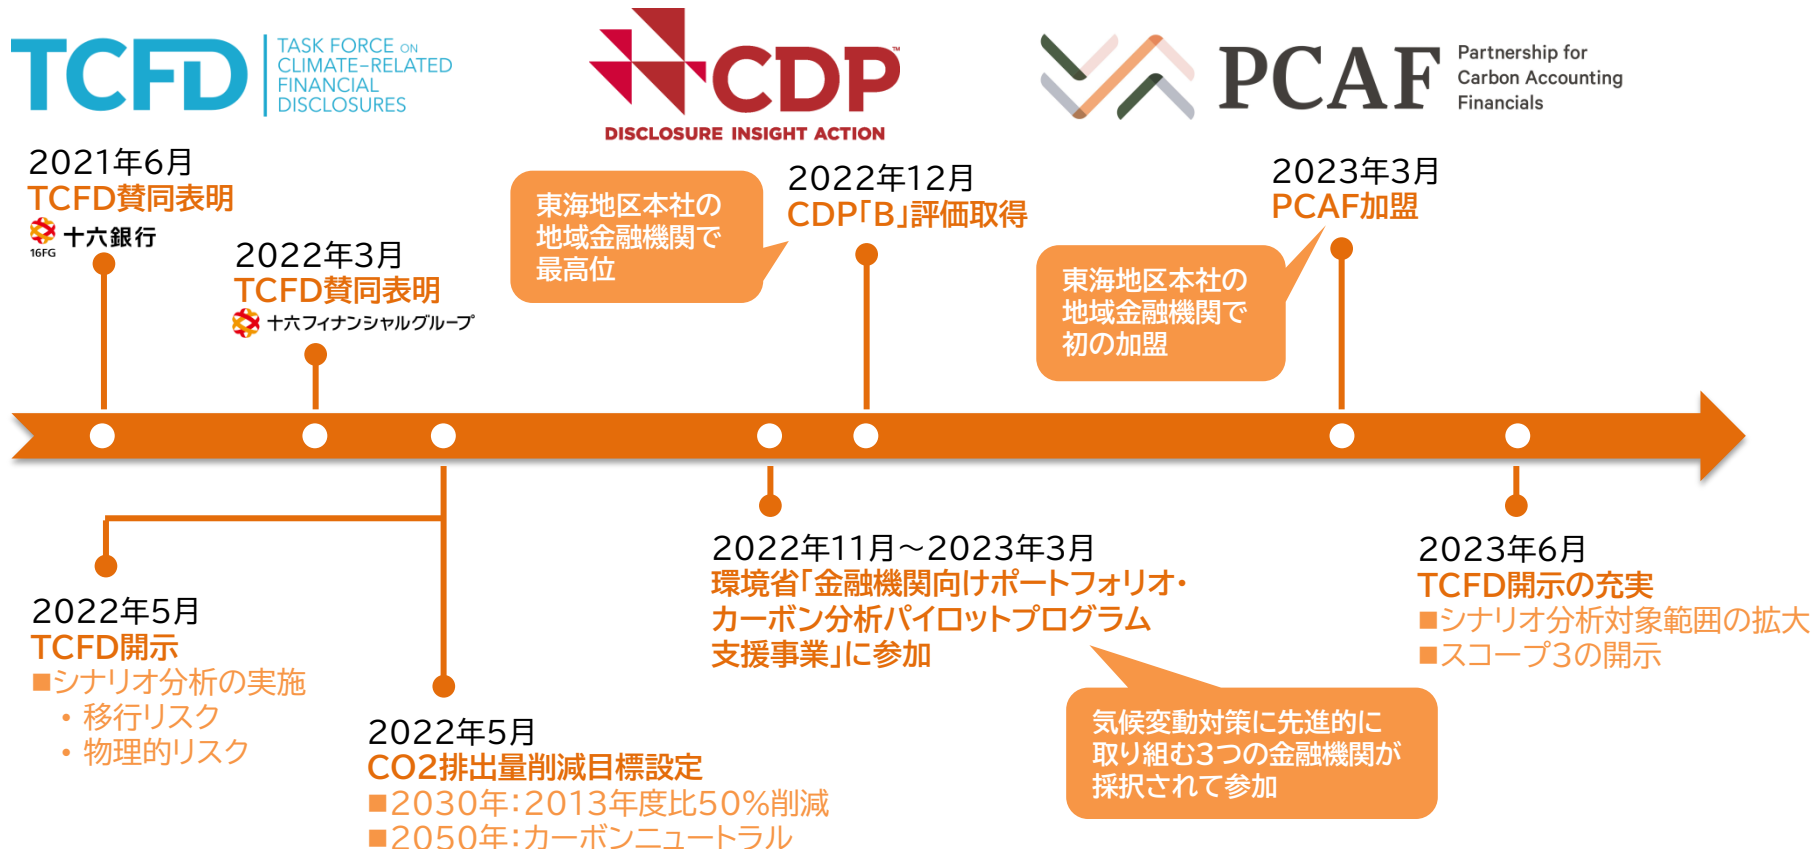 TCFD
TASK FORCE ON
CLIMATE-RELATED
FINANCIAL
DISCLOSURES
CDP™
DISCLOSURE INSIGHT ACTION
PCAF
Partnership for
Carbon Accounting
Financials
2021年6月
TCFD賛同表明
16FG
十六銀行
2022年3月
TCFD賛同表明
十六フィナンシャルグループ
東海地区本社の
地域金融機関で
最高位
2022年12月
CDP「B」評価取得
東海地区本社の
地域金融機関で
初の加盟
2023年3月
PCAF加盟
2022年5月
TCFD開示
■シナリオ分析の実施
・移行リスク
・物理的リスク
2022年5月
CO2排出量削減目標設定
■2030年：2013年度比50%削減
■2050年：カーボンニュートラル
2022年11月～2023年3月
環境省「金融機関向けポートフォリオ・
カーボン分析パイロットプログラム
支援事業」に参加
気候変動対策に先進的に
取り組む3つの金融機関が
採択されて参加
2023年6月
TCFD開示の充実
■シナリオ分析対象範囲の拡大
■スコープ3の開示